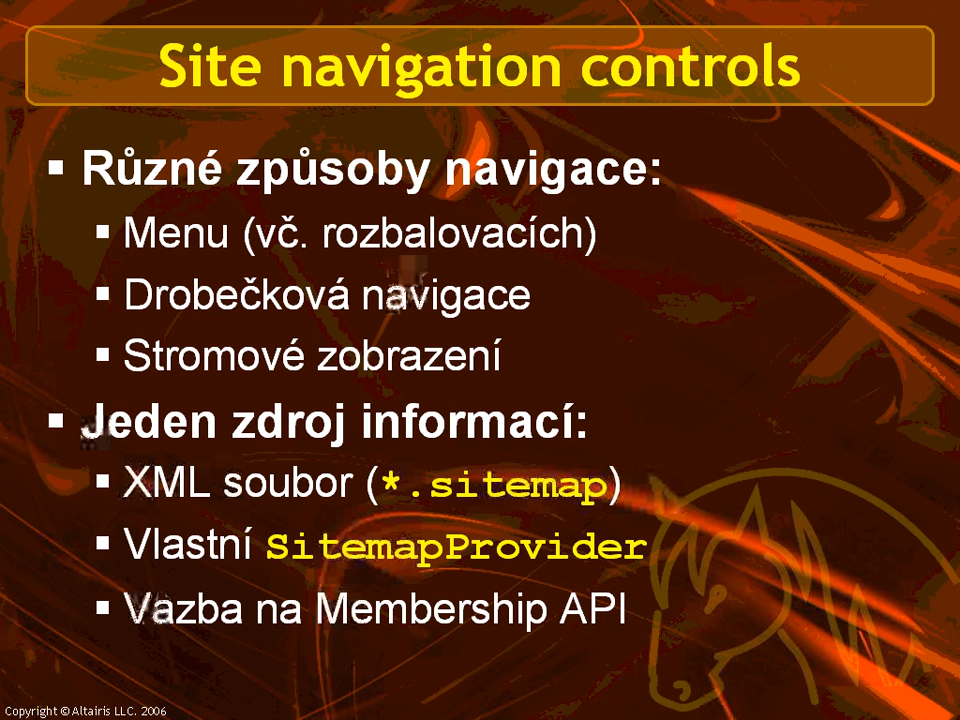 Site navigation controls
▪ Různé způsoby navigace:
▪ Menu (vč. rozbalovacích)
▪ Drobečková navigace
▪ Stromové zobrazení
▪ Jeden zdroj informací:
▪ XML soubor (*.sitemap)
▪ Vlastní SitemapProvider
▪ Vazba na Membership API
Copyright © Altairis LLC. 2006